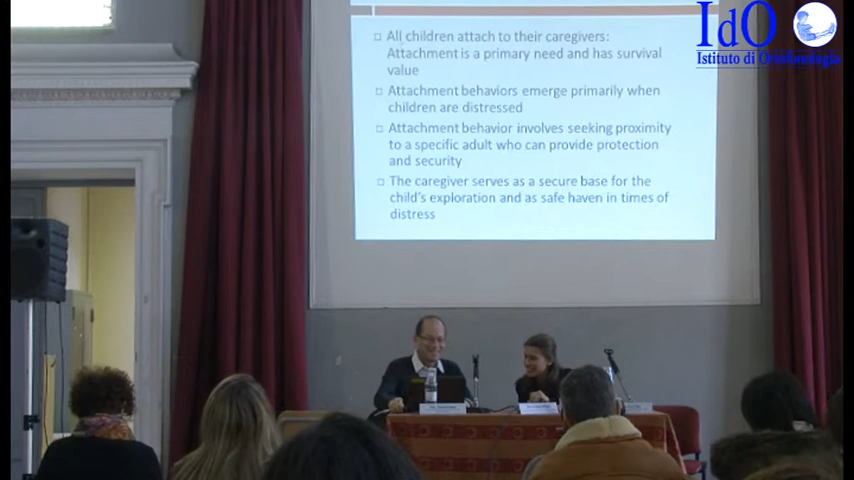 IdO
Istituto di Ortofonologia
□ All children attach to their caregivers:
Attachment is a primary need and has survival
value
□ Attachment behaviors emerge primarily when
children are distressed
□ Attachment behavior involves seeking proximity
to a specific adult who can provide protection
and security
□ The caregiver serves as a secure base for the
child's exploration and as safe haven in times of
distress